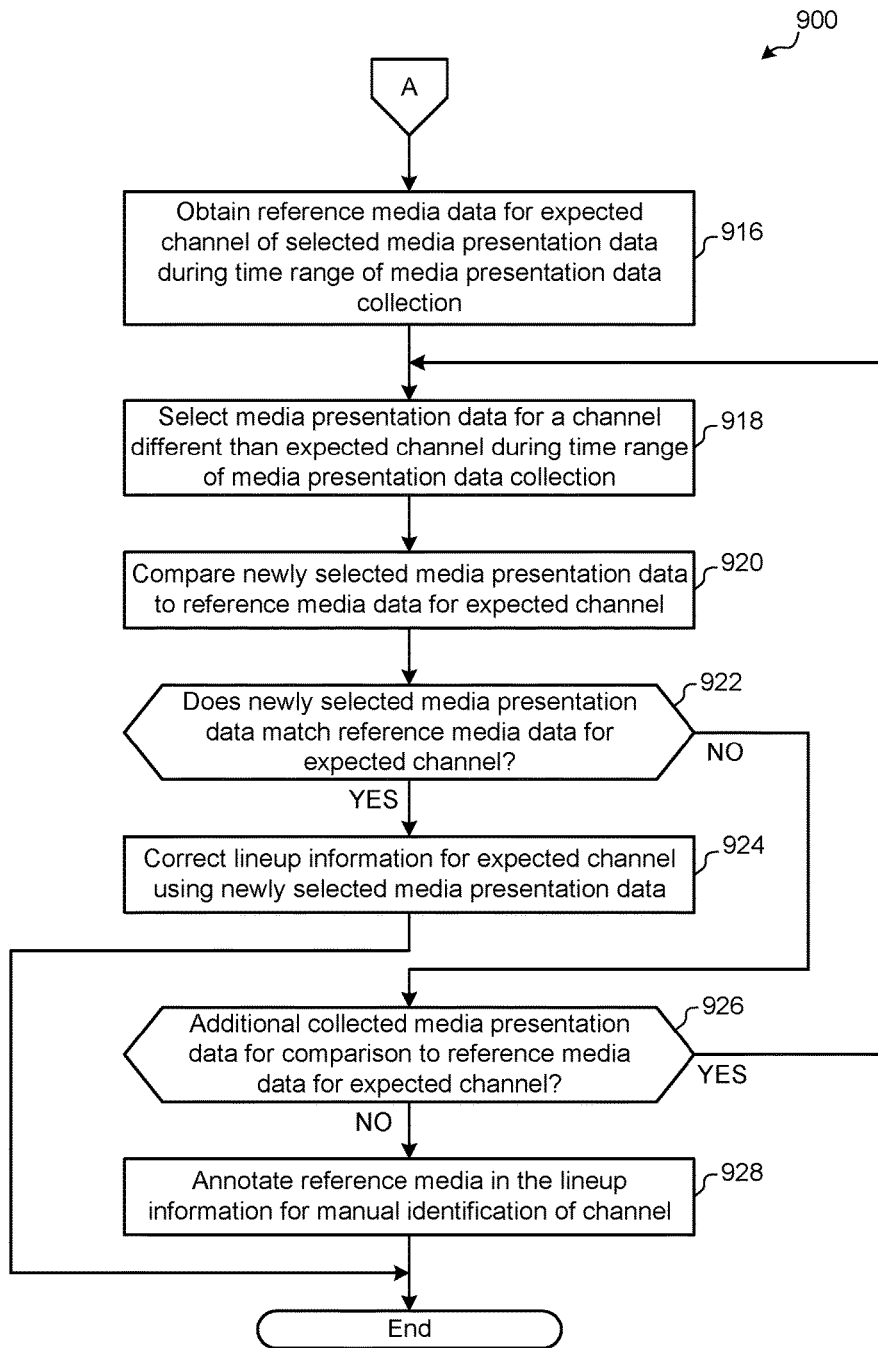 900
A
Obtain reference media data for expected
channel of selected media presentation data
during time range of media presentation data
collection
916
Select media presentation data for a channel
different than expected channel during time range
of media presentation data collection
918
Compare newly selected media presentation data
to reference media data for expected channel
920
Does newly selected media presentation
data match reference media data for
expected channel?
922
NO
YES
Correct lineup information for expected channel
using newly selected media presentation data
924
Additional collected media presentation
data for comparison to reference media
data for expected channel?
926
YES
NO
Annotate reference media in the lineup
information for manual identification of channel
928
End